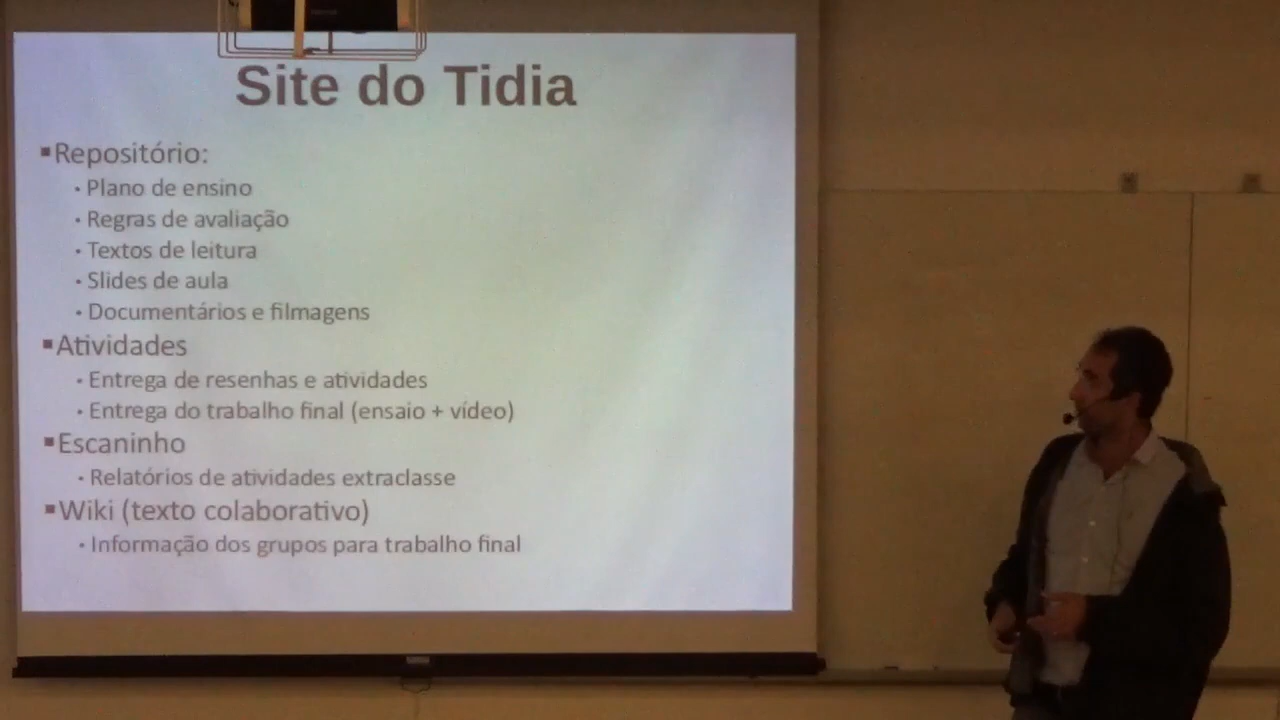 Site do Tidia
▪Repositório:
• Plano de ensino
• Regras de avaliação
• Textos de leitura
• Slides de aula
• Documentários e filmagens
▪Atividades
• Entrega de resenhas e atividades
• Entrega do trabalho final (ensaio + vídeo)
▪Escaninho
• Relatórios de atividades extraclasse
▪Wiki (texto colaborativo)
• Informação dos grupos para trabalho final